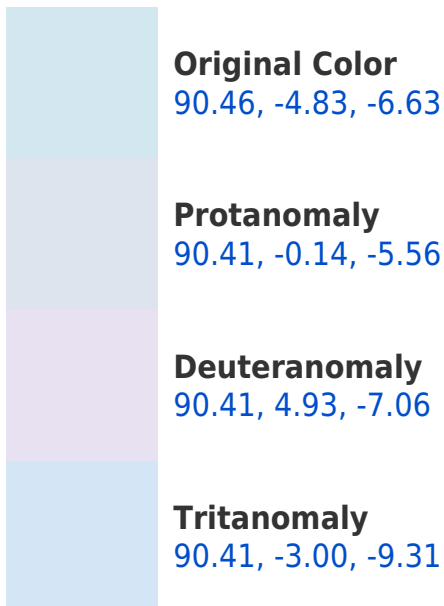 Original Color
90.46, -4.83, -6.63
Protanomaly
90.41, -0.14, -5.56
Deuteranomaly
90.41, 4.93, -7.06
Tritanomaly
90.41, -3.00, -9.31